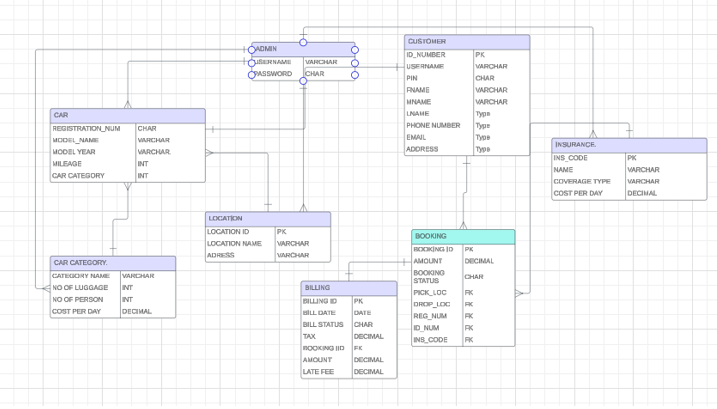 ADMIN
USERNAME VARCHAR
PASSWORD CHAR
CUSTOMER
ID_NUMBER PK
USERNAME VARCHAR
PIN CHAR
FNAME VARCHAR
MNAME VARCHAR
LNAME Type
PHONE NUMBER Type
EMAIL Type
ADDRESS Type
CAR
REGISTRATION_NUM CHAR
MODEL_NAME VARCHAR
MODEL YEAR VARCHAR.
MILEAGE INT
CAR CATEGORY INT
INSURANCE.
INS_CODE PK
NAME VARCHAR
COVERAGE TYPE VARCHAR
COST PER DAY DECIMAL
LOCATION
LOCATION ID PK
LOCATION NAME VARCHAR
ADRESS VARCHAR
BOOKING
BOOKING ID PK
AMOUNT DECIMAL
BOOKING STATUS CHAR
PICK_LOC FK
DROP_LOC FK
REG_NUM FK
ID_NUM FK
INS_CODE FK
CAR CATEGORY.
CATEGORY NAME VARCHAR
NO OF LUGGAGE INT
NO OF PERSON INT
COST PER DAY DECIMAL
BILLING
BILLING ID PK
BILL DATE DATE
BILL STATUS CHAR
TAX DECIMAL
BOOKING IID FK
AMOUNT DECIMAL
LATE FEE DECIMAL